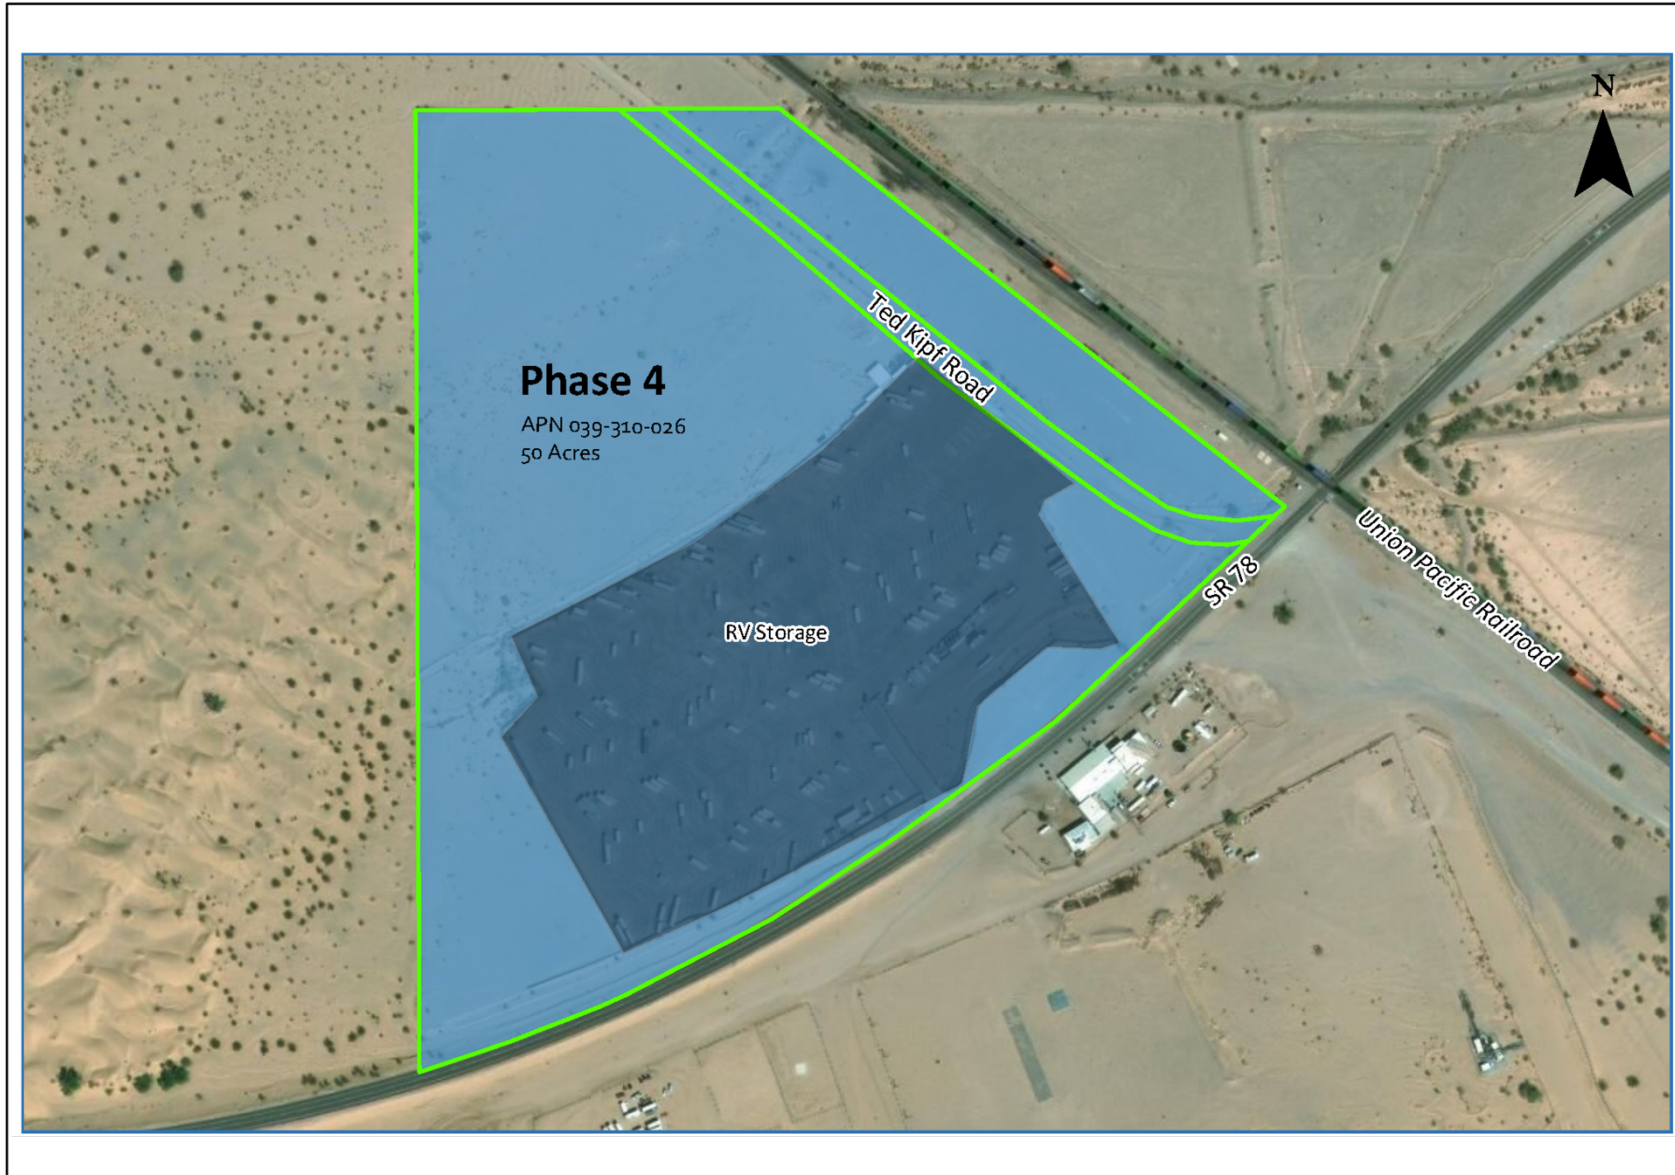 N
Ted Kipf Road
Phase 4
APN 039-310-026
50 Acres
Union Pacific Railroad
SR 78
RV Storage